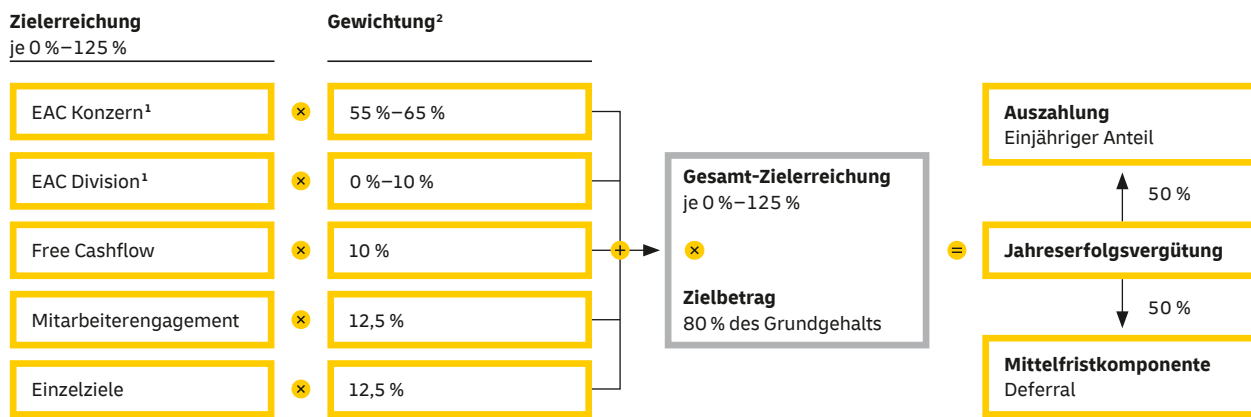 Zielerreichung
je 0 %–125 %
Gewichtung²
EAC Konzern¹
×
55 %–65 %
EAC Division¹
×
0 %–10 %
Free Cashflow
×
10 %
Mitarbeiterengagement
×
12,5 %
Einzelziele
×
12,5 %
+
Gesamt-Zielerreichung
je 0 %–125 %
×
Zielbetrag
80 % des Grundgehalts
=
Auszahlung
Einjähriger Anteil
50 %
Jahreserfolgsvergütung
50 %
Mittelfristkomponente
Deferral